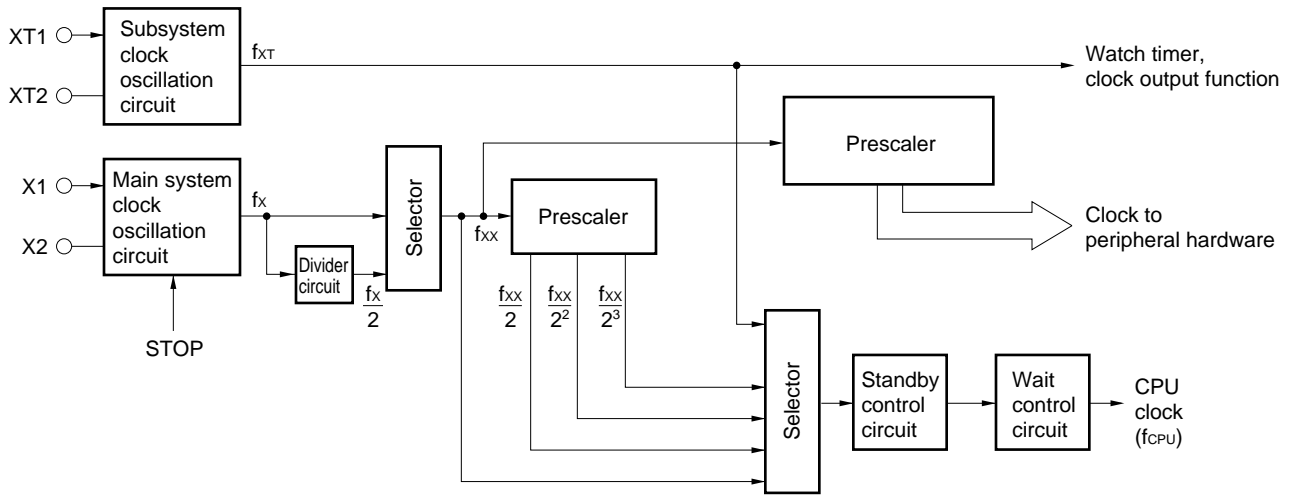 XT1
XT2
Subsystem
clock
oscillation
circuit
fXT
Watch timer,
clock output function
X1
X2
Main system
clock
oscillation
circuit
fX
STOP
Divider
circuit
fX
2
Selector
fXX
Prescaler
Prescaler
Clock to
peripheral hardware
fXX
2
fXX
2²
fXX
2³
Selector
Standby
control
circuit
Wait
control
circuit
CPU
clock
(fCPU)